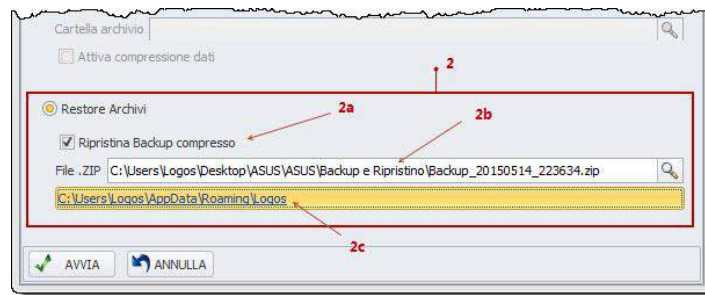 Cartella archivio
Attiva compressione dati
2
Restore Archivi
2a
2b
Ripristina Backup compresso
File .ZIP C:\Users\Logos\Desktop\ASUS\ASUS\Backup e Ripristino\Backup_20150514_223634.zip
C:\Users\Logos\AppData\Roaming\Logos
2c
AVVIA ANNULLA